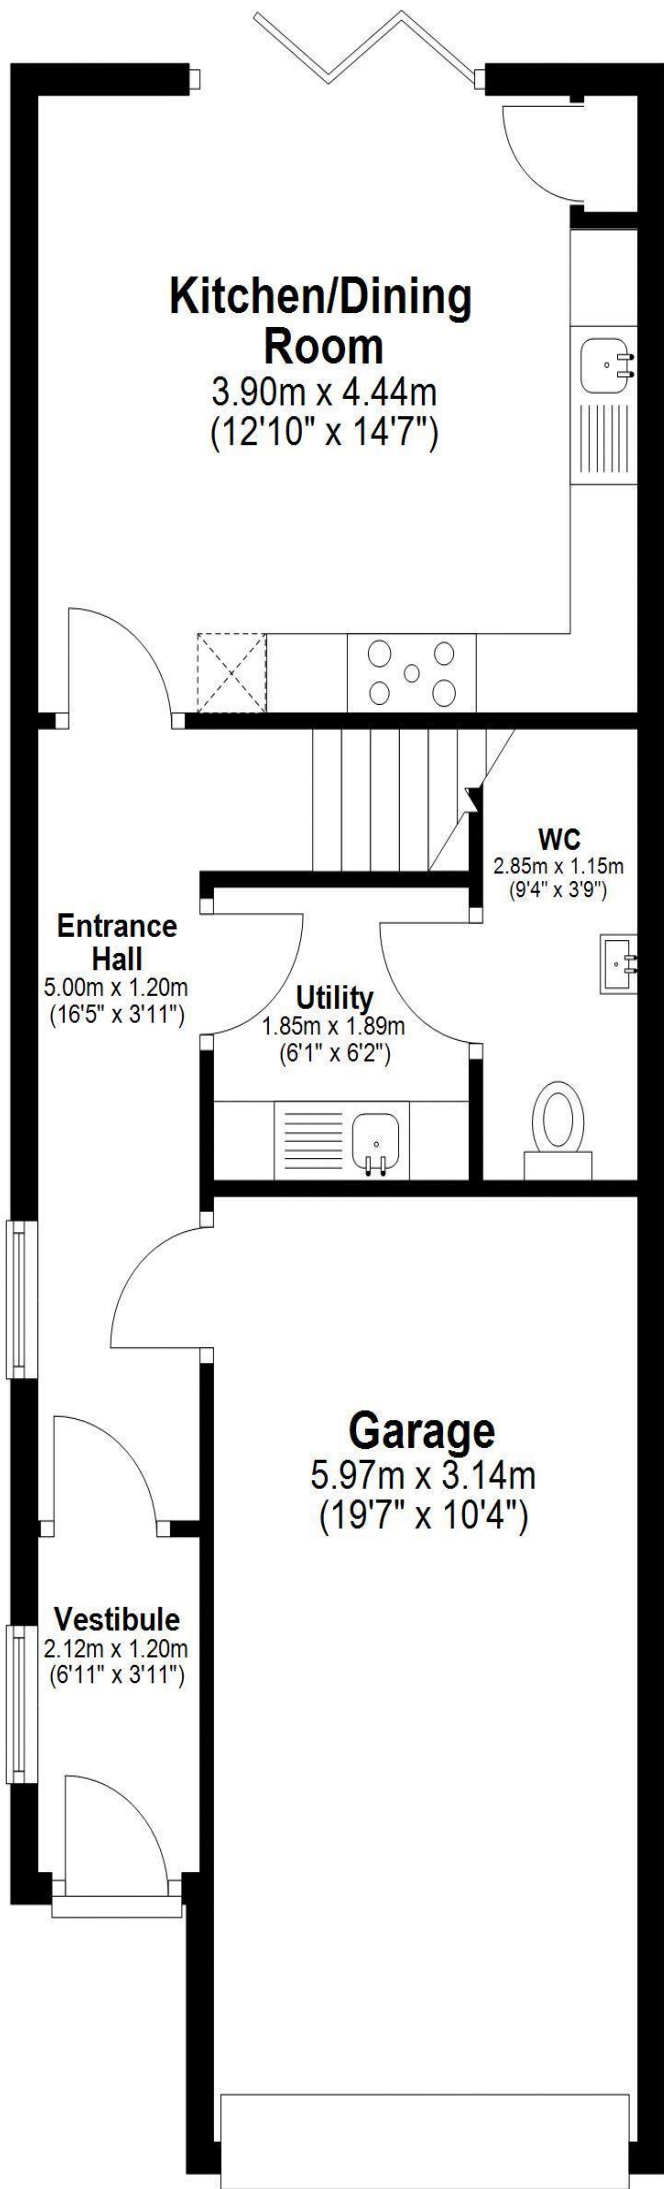 Kitchen/Dining
Room
3.90m x 4.44m
(12'10" x 14'7")
WC
2.85m x 1.15m
(9'4" x 3'9")
Entrance
Hall
5.00m x 1.20m
(16'5" x 3'11")
Utility
1.85m x 1.89m
(6'1" x 6'2")
Garage
5.97m x 3.14m
(19'7" x 10'4")
Vestibule
2.12m x 1.20m
(6'11" x 3'11")